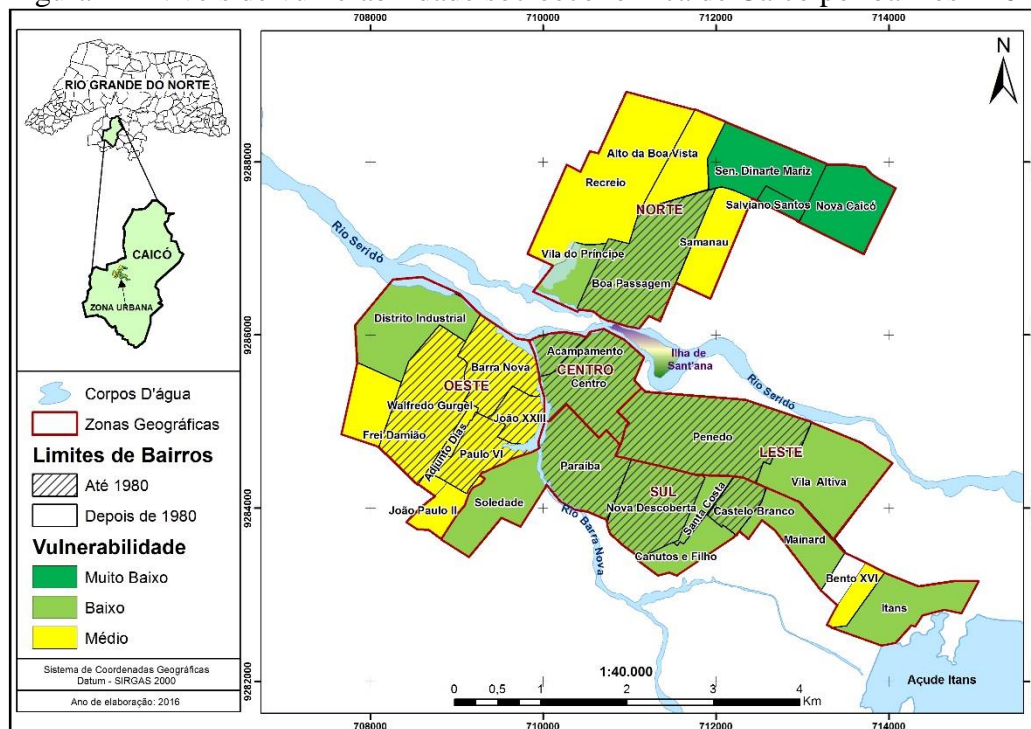 708000
710000
712000
714000
9288000
9286000
9284000
9282000
RIO GRANDE DO NORTE
CAICÓ
ZONA URBANA
Corpos D'água
Zonas Geográficas
Limites de Bairros
Até 1980
Depois de 1980
Vulnerabilidade
Muito Baixo
Baixo
Médio
Sistema de Coordenadas Geográficas
Datum - SIRGAS 2000
Ano de elaboração: 2016
N
Rio Seridó
Alto da Boa Vista
Recreio
Sen. Dinarte Mariz
Salviano Santos
Nova Caicó
NORTE
Samanau
Vila do Príncipe
Boa Passagem
Distrito Industrial
Acampamento
Ilha de
Sant'ana
Barra Nova
CENTRO
Centro
OESTE
Rio Seridó
Walfredo Gurgel
João XXIII
Frei Damião
Adjunto Dias
Paulo VI
Penedo
LESTE
Paraíba
Vila Altiva
João Paulo II
Soledade
SUL
Nova Descoberta
Santa Costa
Castelo Branco
Rio Barra Nova
Canutos e Filho
Mainard
Bento XVI
Itans
Açude Itans
1:40.000
0 0,5 1 2 3 4
Km
708000
710000
712000
714000